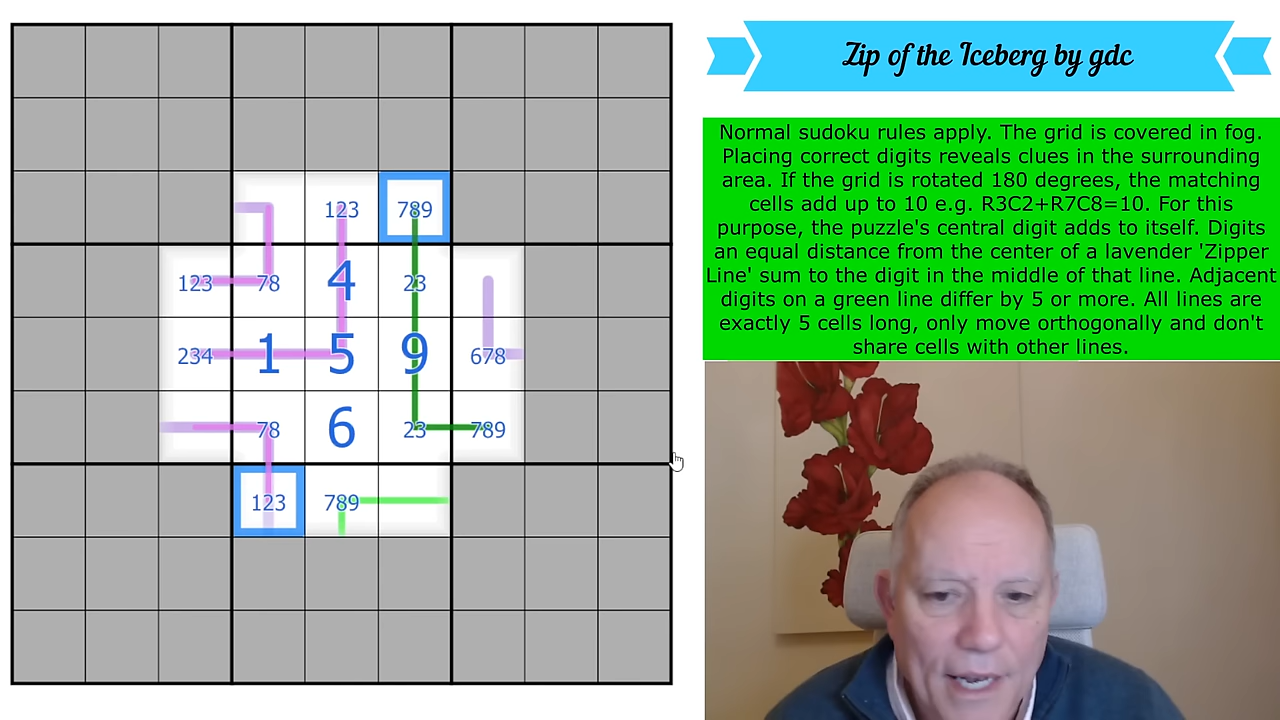 Zip of the Iceberg by gdc
Normal sudoku rules apply. The grid is covered in fog.
Placing correct digits reveals clues in the surrounding
area. If the grid is rotated 180 degrees, the matching
cells add up to 10 e.g. R3C2+R7C8=10. For this
purpose, the puzzle's central digit adds to itself. Digits
an equal distance from the center of a lavender 'Zipper
Line' sum to the digit in the middle of that line. Adjacent
digits on a green line differ by 5 or more. All lines are
exactly 5 cells long, only move orthogonally and don't
share cells with other lines.
123 789
123 78 4 23
234 1 5 9 678
78 6 23 789
123 789